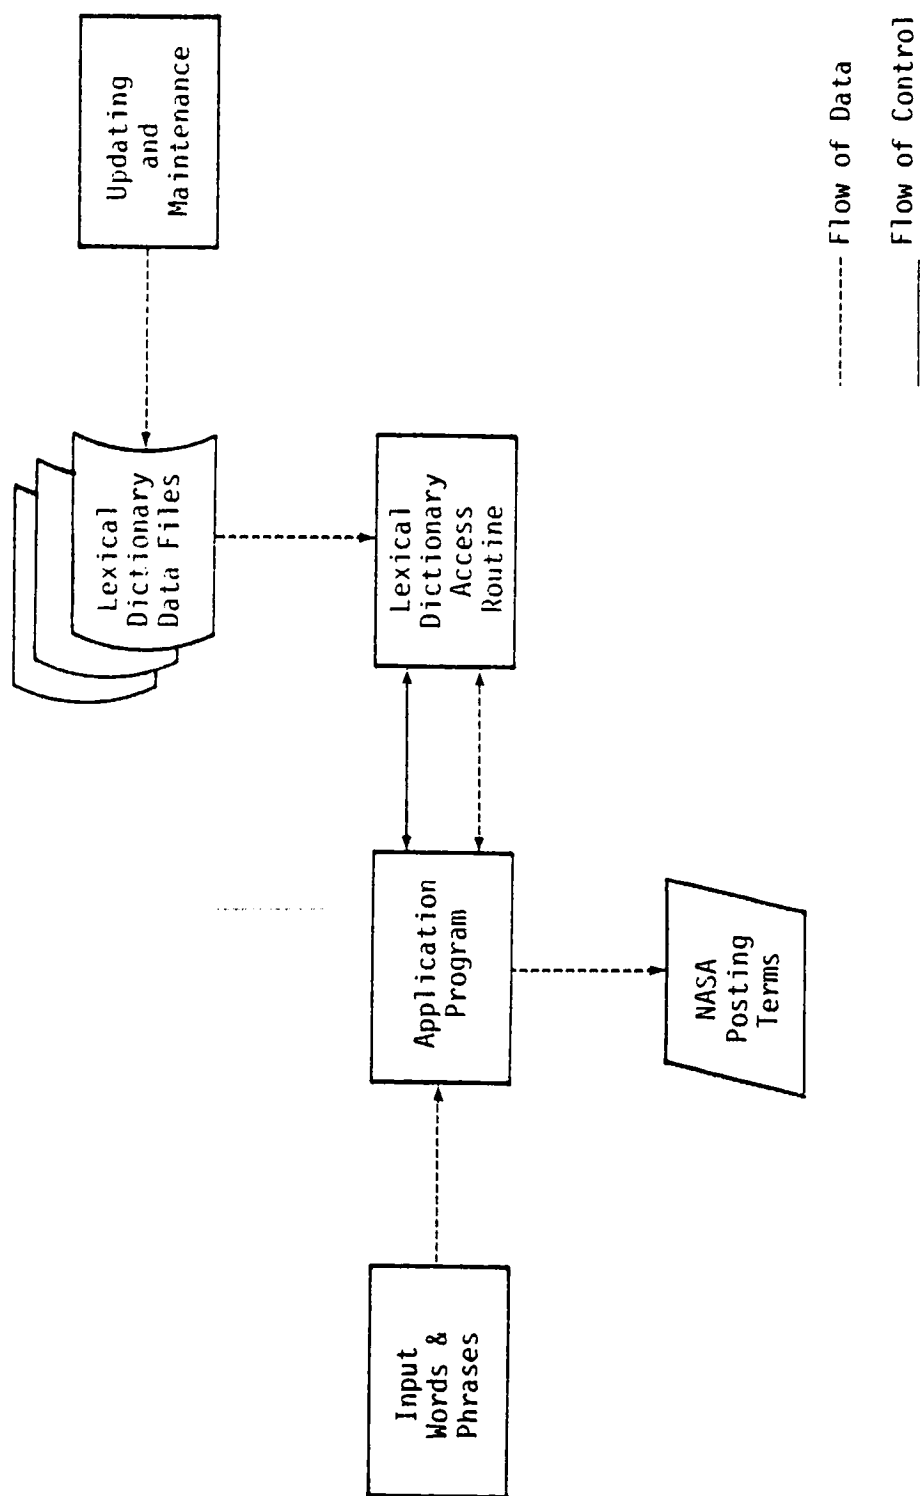 Updating
and
Maintenance
Lexical
Dictionary
Data Files
Lexical
Dictionary
Access
Routine
Application
Program
Input
Words &
Phrases
NASA
Posting
Terms
Flow of Data
Flow of Control